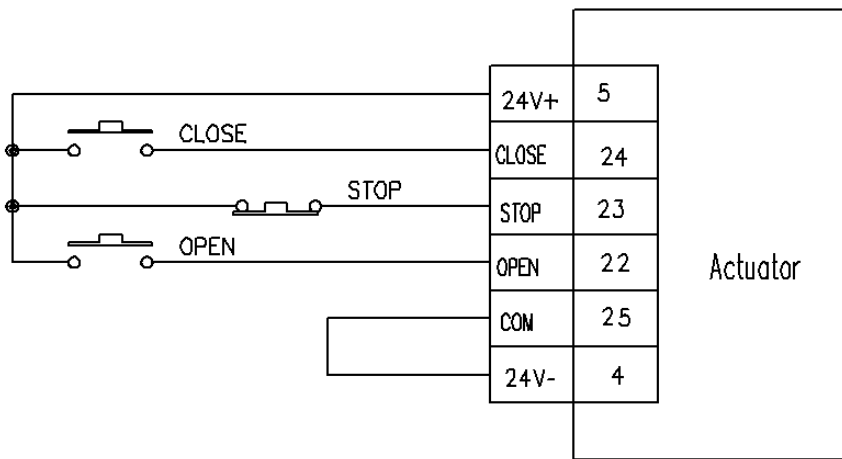 24V+ 5
CLOSE
CLOSE 24
STOP
STOP 23
OPEN
OPEN 22
Actuator
COM 25
24V- 4